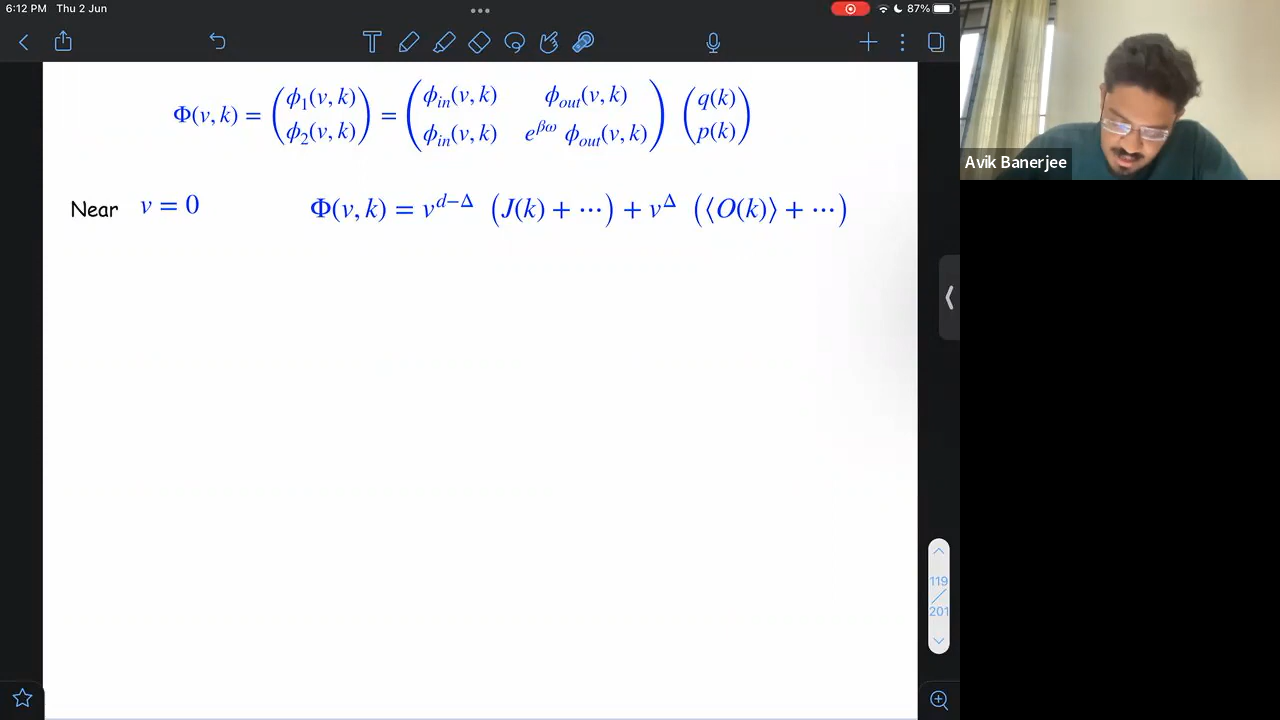 6:12 PM Thu 2 Jun
87%
Φ(v, k) = (ϕ₁(v, k) ϕ₂(v, k)) = (ϕ_in(v, k) ϕ_out(v, k) ϕ_in(v, k) e^{βω} ϕ_out(v, k)) (q(k) p(k))
Near v = 0 Φ(v, k) = v^{d−Δ} (J(k) + ⋯) + v^Δ (⟨O(k)⟩ + ⋯)
Avik Banerjee
119
201